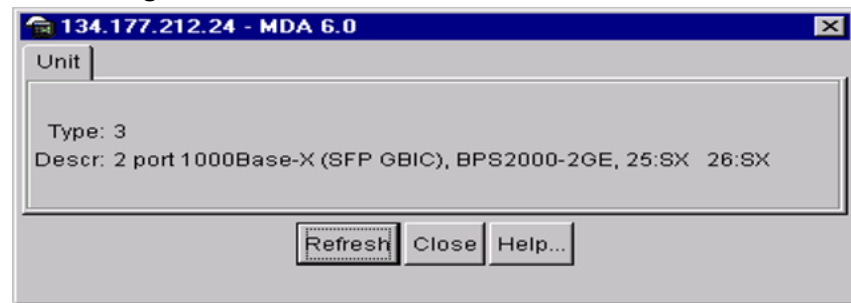 134.177.212.24 - MDA 6.0
Unit
Type: 3
Descr: 2 port 1000Base-X (SFP GBIC), BPS2000-2GE, 25:SX 26:SX
Refresh Close Help...